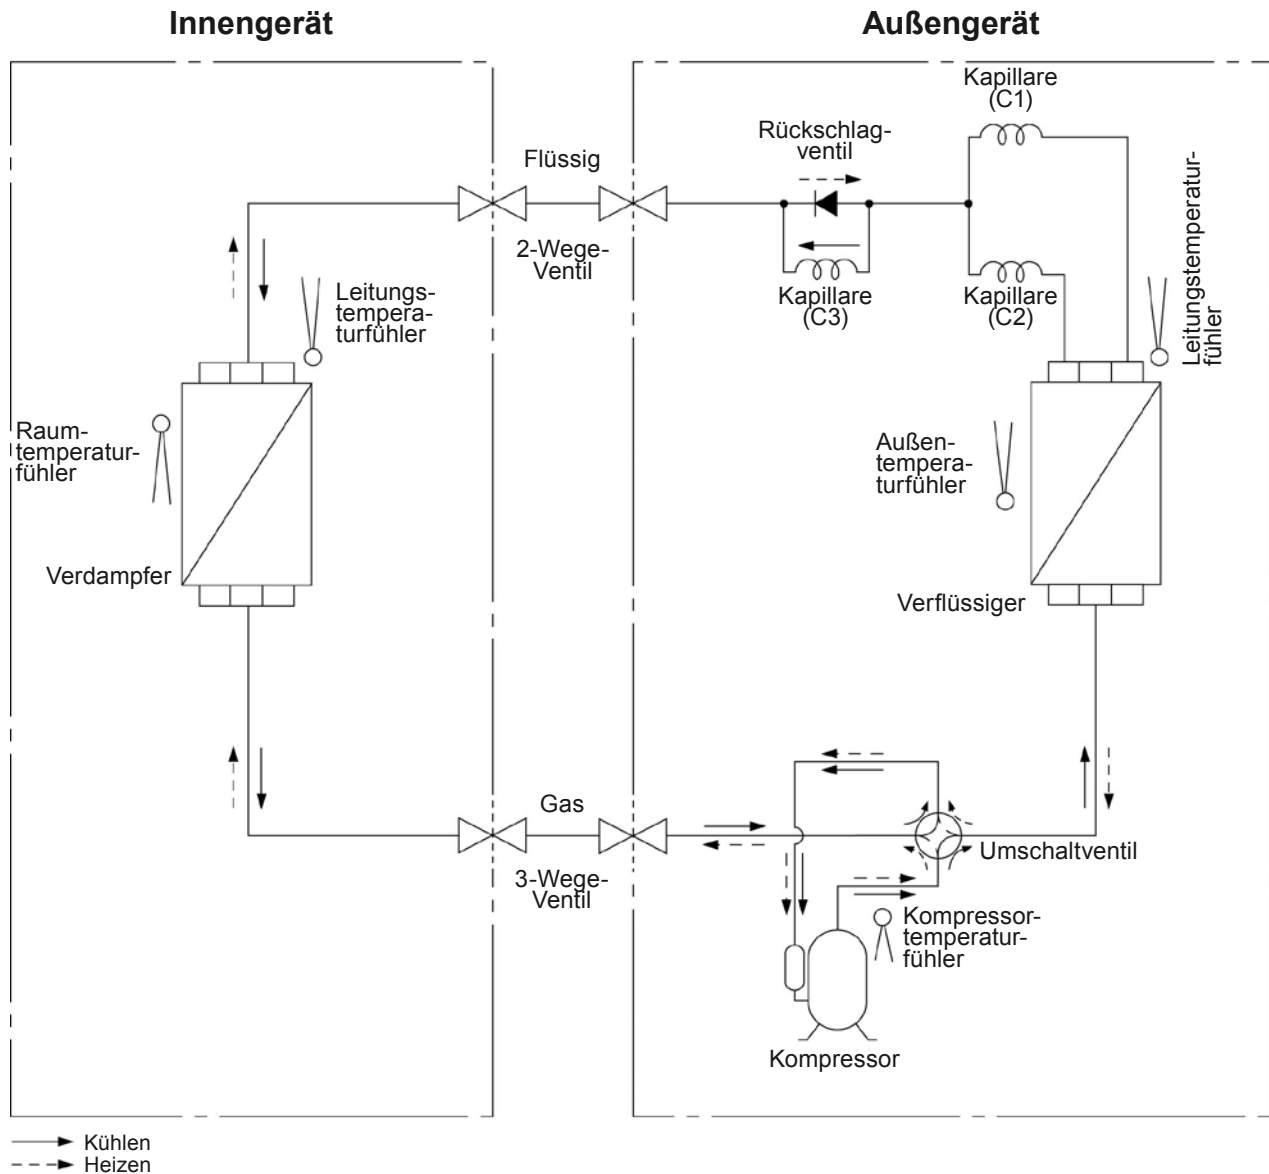 Innengerät
Außengerät
Kapillare
(C1)
Rückschlag-
ventil
Flüssig
2-Wege-
Ventil
Kapillare
(C3)
Kapillare
(C2)
Leitungstemperatur-
fühler
Leitungs-
tempera-
turfühler
Raum-
temperatur-
fühler
Außen-
tempera-
turfühler
Verdampfer
Verflüssiger
Gas
3-Wege-
Ventil
Umschaltventil
Kompressor-
temperatur-
fühler
Kompressor
Kühlen
Heizen